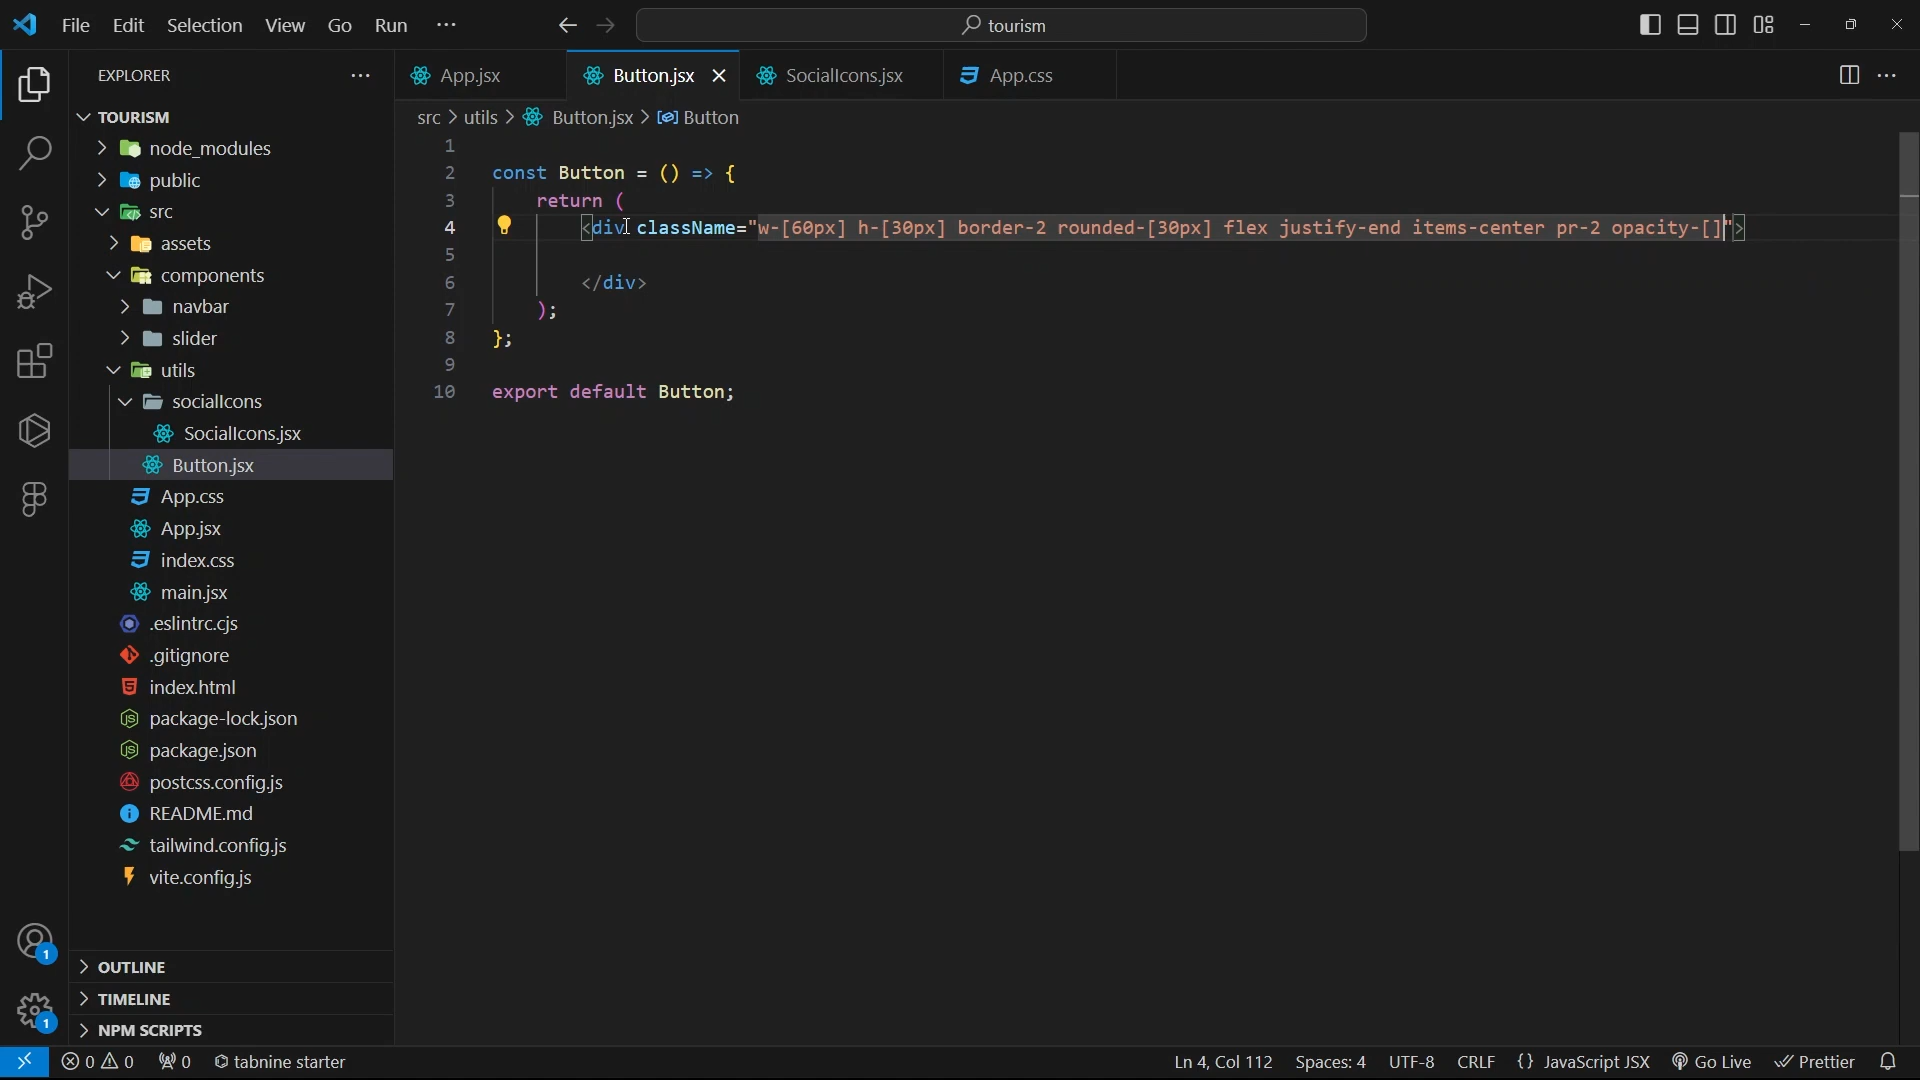 File Edit Selection View Go Run ··· tourism
EXPLORER ···
App.jsx Button.jsx SocialIcons.jsx App.css ···
src > utils > Button.jsx > Button
TOURISM
node_modules
public
src
assets
components
navbar
slider
utils
socialIcons
SocialIcons.jsx
Button.jsx
App.css
App.jsx
index.css
main.jsx
.eslintrc.cjs
.gitignore
index.html
package-lock.json
package.json
postcss.config.js
README.md
tailwind.config.js
vite.config.js
OUTLINE
TIMELINE
NPM SCRIPTS
1
1
1
2 const Button = () => {
3 return (
4 <div className="w-[60px] h-[30px] border-2 rounded-[30px] flex justify-end items-center pr-2 opacity-[]">
5
6 </div>
7 );
8 };
9
10 export default Button;
0 0 0 tabnine starter Ln 4, Col 112 Spaces: 4 UTF-8 CRLF {} JavaScript JSX Go Live Prettier